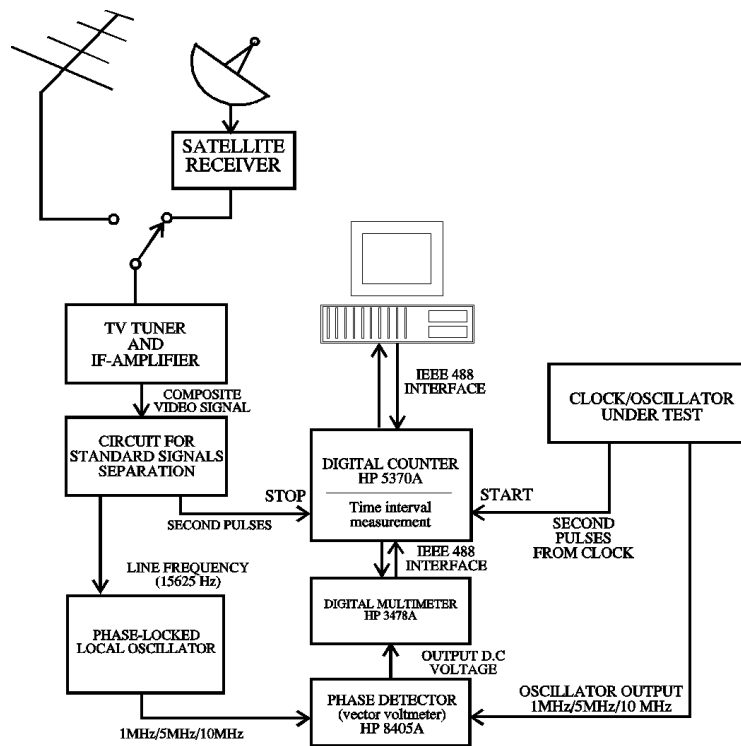 SATELLITE
RECEIVER
TV TUNER
AND
IF-AMPLIFIER
COMPOSITE
VIDEO SIGNAL
IEEE 488
INTERFACE
CLOCK/OSCILLATOR
UNDER TEST
CIRCUIT FOR
STANDARD SIGNALS
SEPARATION
DIGITAL COUNTER
HP 5370A
Time interval
measurement
STOP
START
SECOND PULSES
SECOND
PULSES
FROM CLOCK
IEEE 488
INTERFACE
LINE FREQUENCY
(15625 Hz)
DIGITAL MULTIMETER
HP 3478A
PHASE-LOCKED
LOCAL OSCILLATOR
OUTPUT D.C
VOLTAGE
PHASE DETECTOR
(vector voltmeter)
HP 8405A
OSCILLATOR OUTPUT
1MHz/5MHz/10 MHz
1MHz/5MHz/10MHz